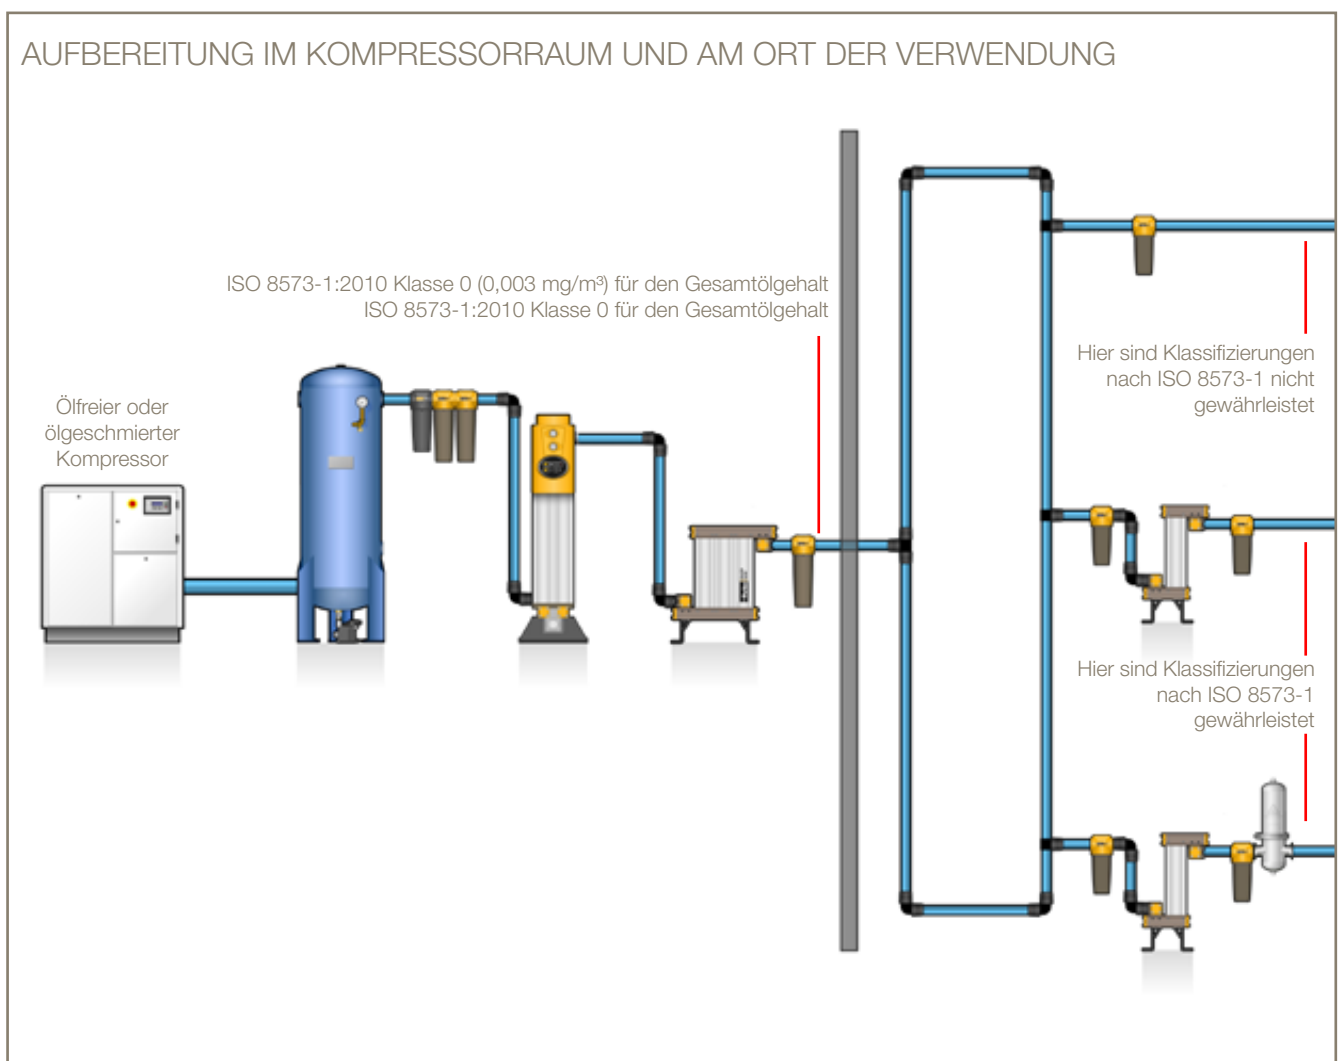 AUFBEREITUNG IM KOMPRESSORRAUM UND AM ORT DER VERWENDUNG
ISO 8573-1:2010 Klasse 0 (0,003 mg/m³) für den Gesamtölgehalt
ISO 8573-1:2010 Klasse 0 für den Gesamtölgehalt
Ölfreier oder
ölgeschmierter
Kompressor
Hier sind Klassifizierungen
nach ISO 8573-1 nicht
gewährleistet
Hier sind Klassifizierungen
nach ISO 8573-1
gewährleistet